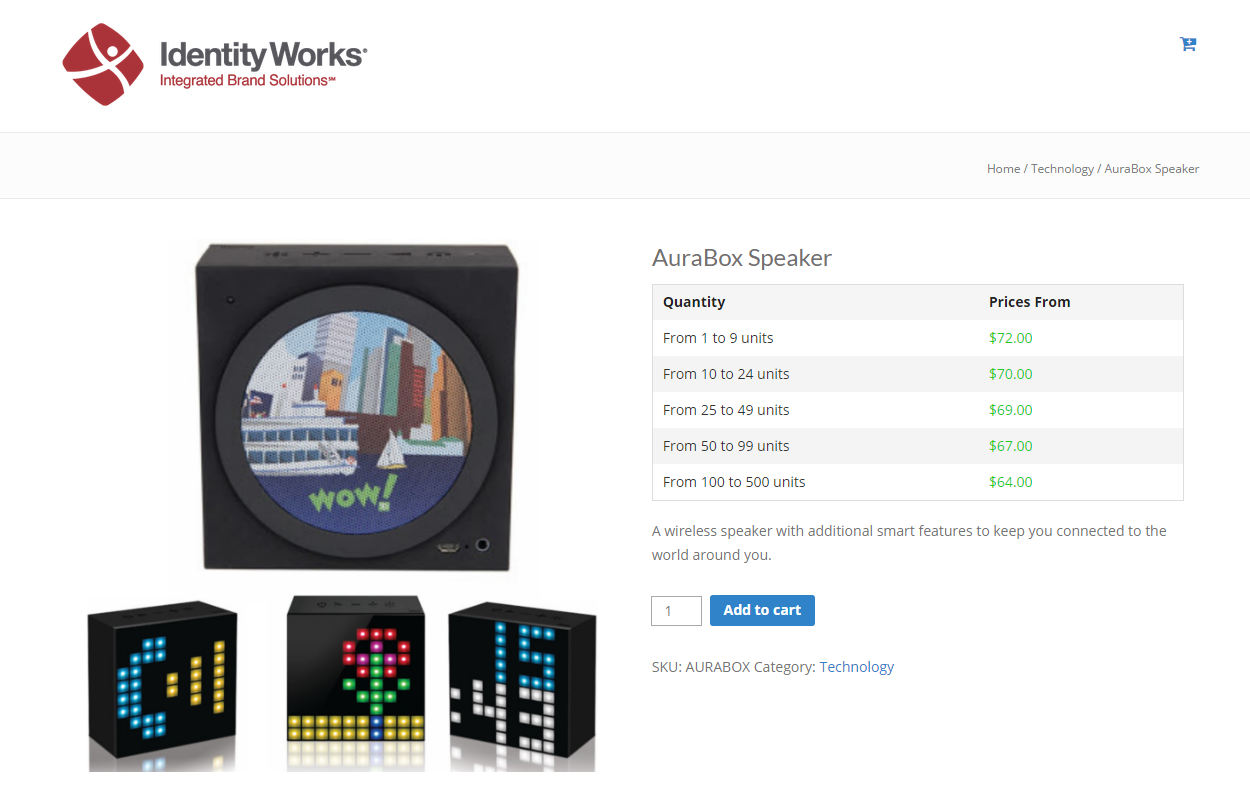 IdentityWorks®
Integrated Brand Solutions℠
Home / Technology / AuraBox Speaker
wow!
AuraBox Speaker
Quantity Prices From
From 1 to 9 units $72.00
From 10 to 24 units $70.00
From 25 to 49 units $69.00
From 50 to 99 units $67.00
From 100 to 500 units $64.00
A wireless speaker with additional smart features to keep you connected to the
world around you.
1 Add to cart
SKU: AURABOX Category: Technology